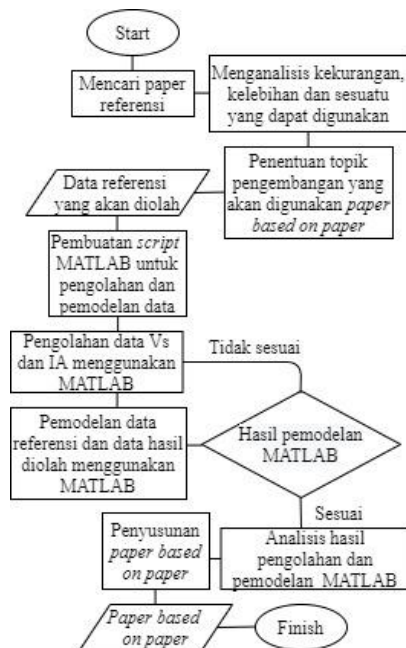 Start
Mencari paper
referensi
Menganalisis kekurangan,
kelebihan dan sesuatu
yang dapat digunakan
Penentuan topik
pengembangan yang
akan digunakan paper
based on paper
Data referensi
yang akan diolah
Pembuatan script
MATLAB untuk
pengolahan dan
pemodelan data
Pengolahan data Vs
dan IA menggunakan
MATLAB
Tidak sesuai
Pemodelan data
referensi dan data hasil
diolah menggunakan
MATLAB
Hasil pemodelan
MATLAB
Sesuai
Analisis hasil
pengolahan dan
pemodelan MATLAB
Penyusunan
paper based
on paper
Paper based
on paper
Finish